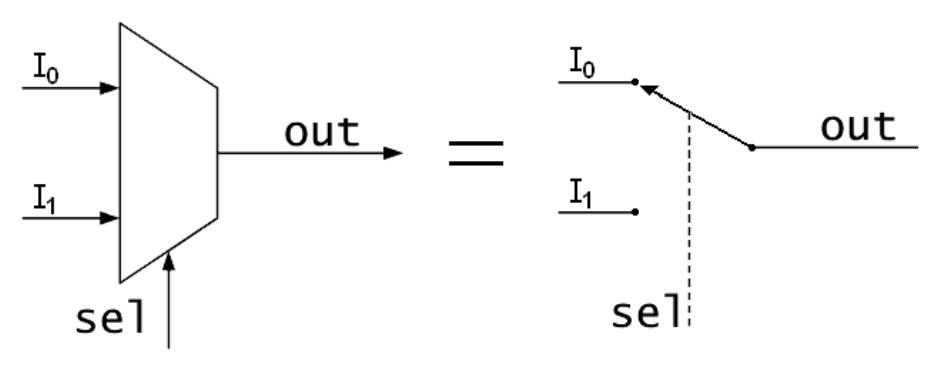 I₀
I₁
out
sel
=
I₀
I₁
out
sel